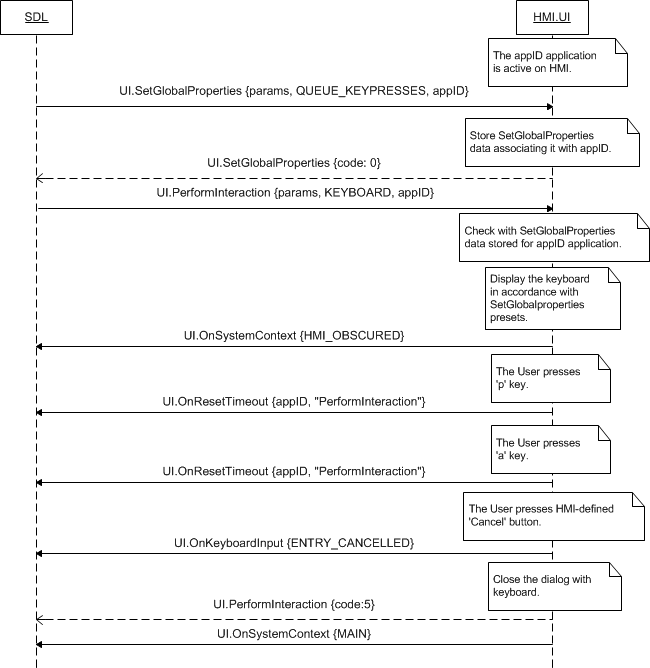 SDL
HMI.UI
The appID application
is active on HMI.
UI.SetGlobalProperties {params, QUEUE_KEYPRESSES, appID}
Store SetGlobalProperties
data associating it with appID.
UI.SetGlobalProperties {code: 0}
UI.PerformInteraction {params, KEYBOARD, appID}
Check with SetGlobalProperties
data stored for appID application.
Display the keyboard
in accordance with
SetGlobalproperties
presets.
UI.OnSystemContext {HMI_OBSCURED}
The User presses
'p' key.
UI.OnResetTimeout {appID, "PerformInteraction"}
The User presses
'a' key.
UI.OnResetTimeout {appID, "PerformInteraction"}
The User presses HMI-defined
'Cancel' button.
UI.OnKeyboardInput {ENTRY_CANCELLED}
Close the dialog with
keyboard.
UI.PerformInteraction {code:5}
UI.OnSystemContext {MAIN}